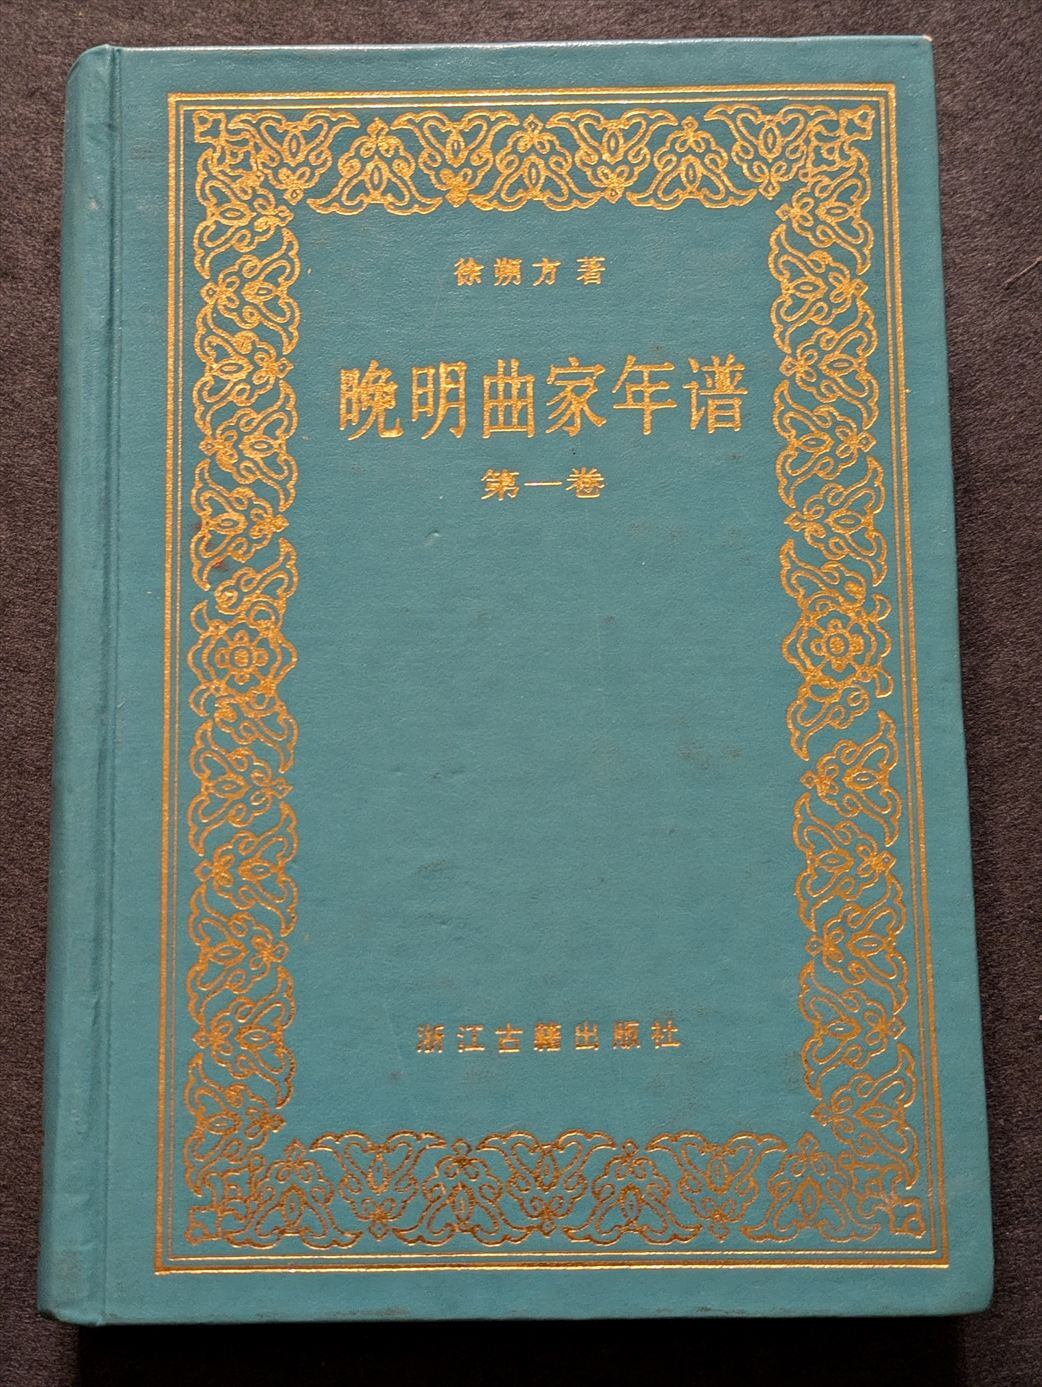 徐朔方著
晚明曲家年谱
第一卷
浙江古籍出版社